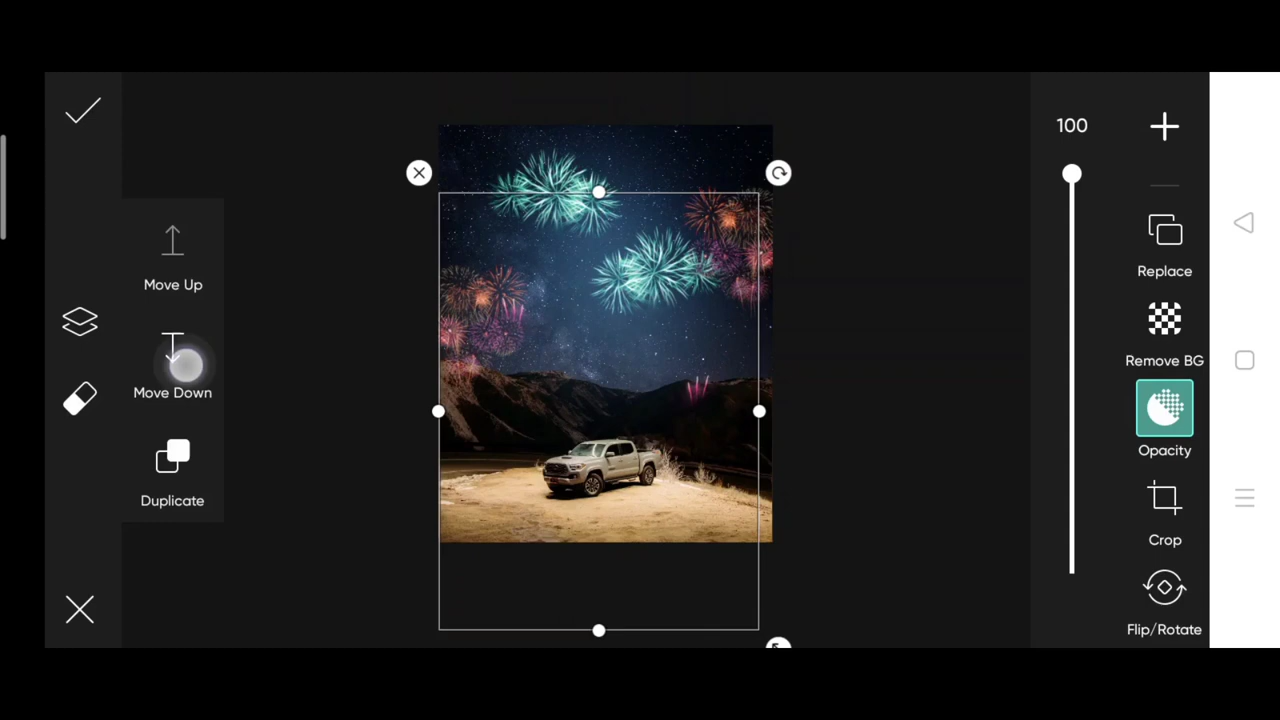 100
Move Up
Move Down
Duplicate
Replace
Remove BG
Opacity
Crop
Flip/Rotate